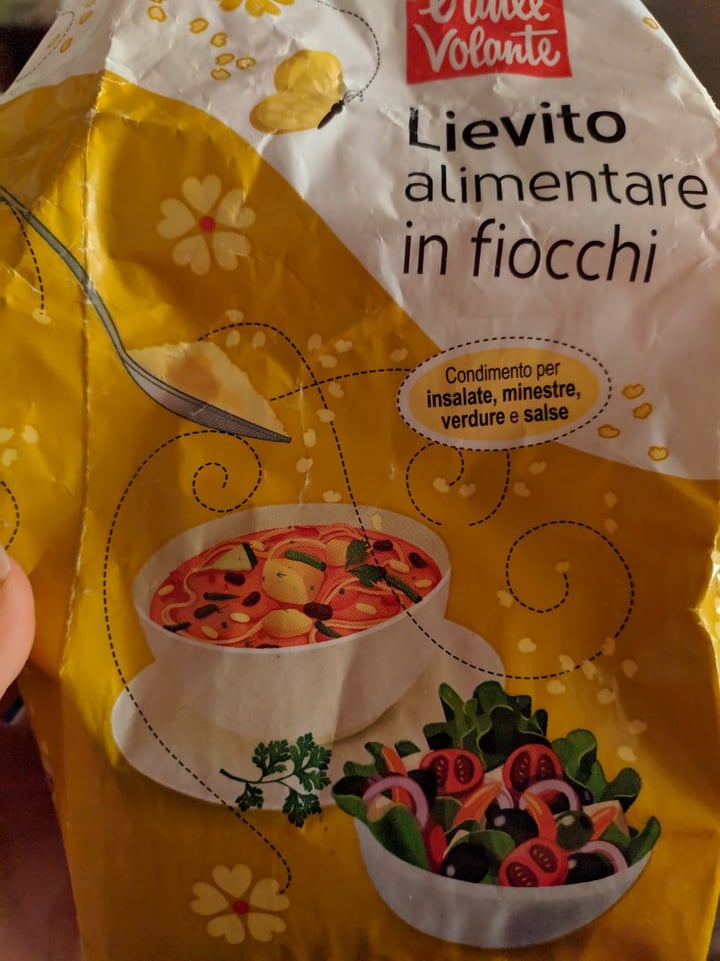 Volante
Lievito
alimentare
in fiocchi
Condimento per
insalate, minestre,
verdure e salse